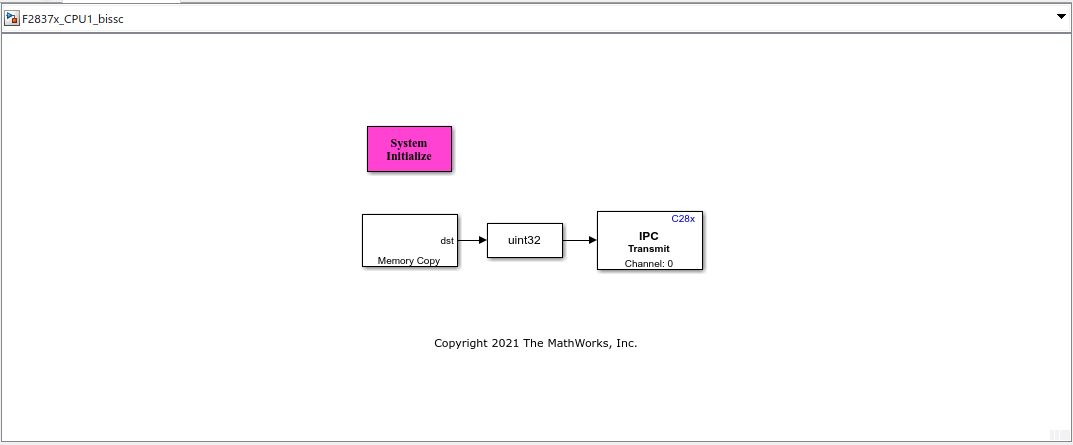 F2837x_CPU1_bissc
System
Initialize
dst
Memory Copy
uint32
C28x
IPC
Transmit
Channel: 0
Copyright 2021 The MathWorks, Inc.